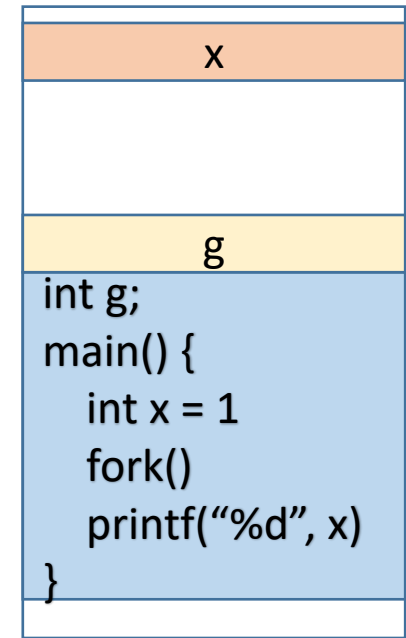 x
g
int g;
main() {
int x = 1
fork()
printf(“%d”, x)
}